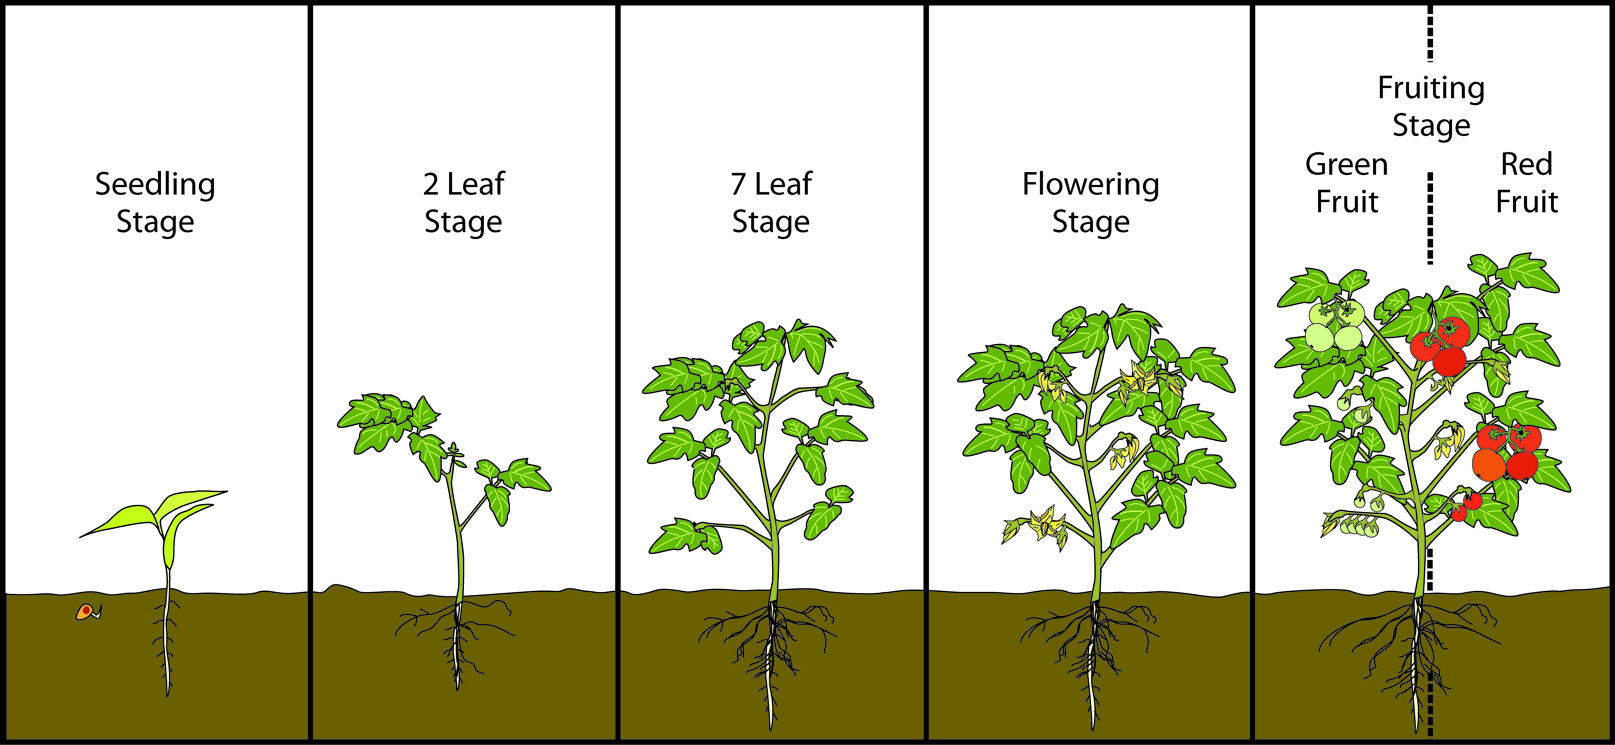 Seedling
Stage
2 Leaf
Stage
7 Leaf
Stage
Flowering
Stage
Fruiting
Stage
Green
Fruit
Red
Fruit